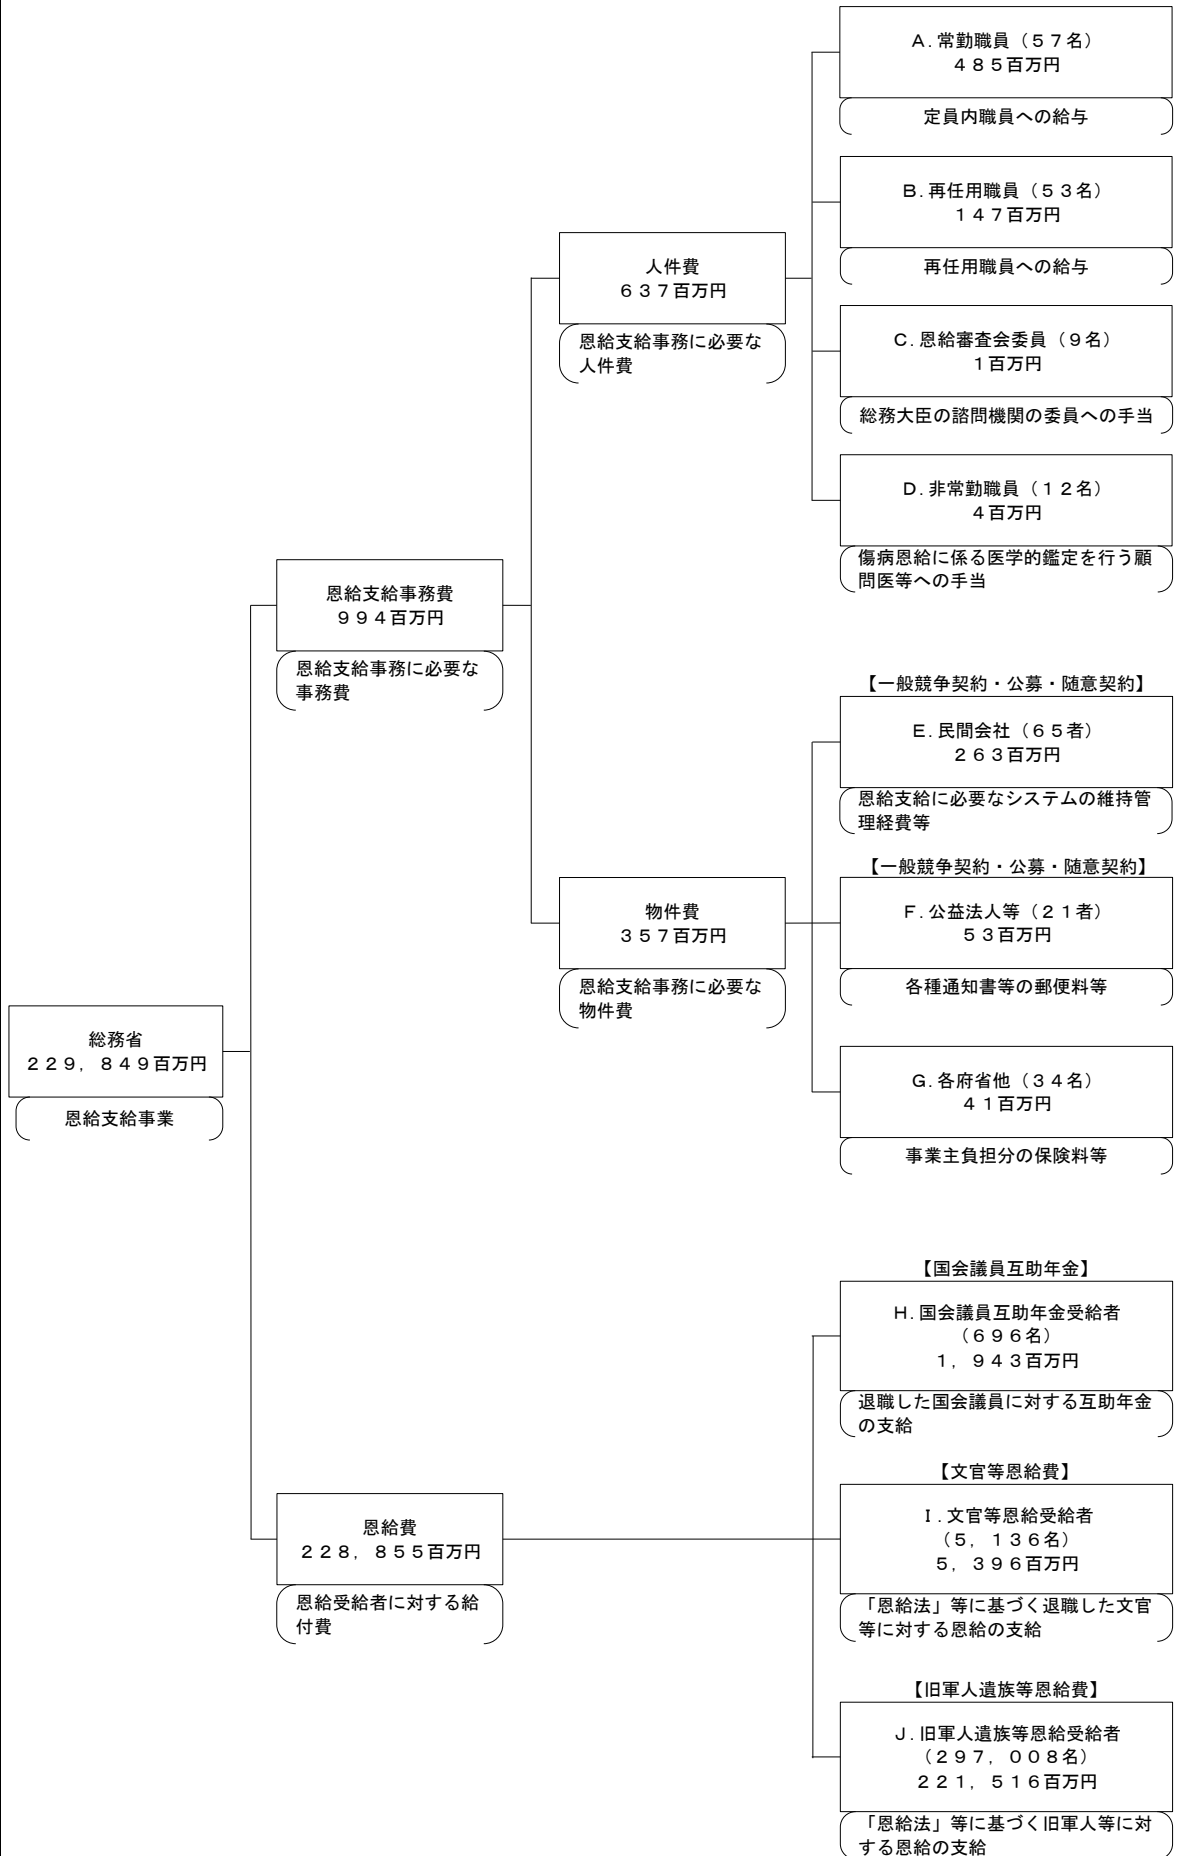 総務省
２２９，８４９百万円
恩給支給事業
恩給支給事務費
９９４百万円
恩給支給事務に必要な
事務費
人件費
６３７百万円
恩給支給事務に必要な
人件費
Ａ．常勤職員（５７名）
４８５百万円
定員内職員への給与
Ｂ．再任用職員（５３名）
１４７百万円
再任用職員への給与
Ｃ．恩給審査会委員（９名）
１百万円
総務大臣の諮問機関の委員への手当
Ｄ．非常勤職員（１２名）
４百万円
傷病恩給に係る医学的鑑定を行う顧
問医等への手当
物件費
３５７百万円
恩給支給事務に必要な
物件費
【一般競争契約・公募・随意契約】
Ｅ．民間会社（６５者）
２６３百万円
恩給支給に必要なシステムの維持管
理経費等
【一般競争契約・公募・随意契約】
Ｆ．公益法人等（２１者）
５３百万円
各種通知書等の郵便料等
Ｇ．各府省他（３４名）
４１百万円
事業主負担分の保険料等
恩給費
２２８，８５５百万円
恩給受給者に対する給
付費
【国会議員互助年金】
Ｈ．国会議員互助年金受給者
（６９６名）
１，９４３百万円
退職した国会議員に対する互助年金
の支給
【文官等恩給費】
Ｉ．文官等恩給受給者
（５，１３６名）
５，３９６百万円
「恩給法」等に基づく退職した文官
等に対する恩給の支給
【旧軍人遺族等恩給費】
Ｊ．旧軍人遺族等恩給受給者
（２９７，００８名）
２２１，５１６百万円
「恩給法」等に基づく旧軍人等に対
する恩給の支給